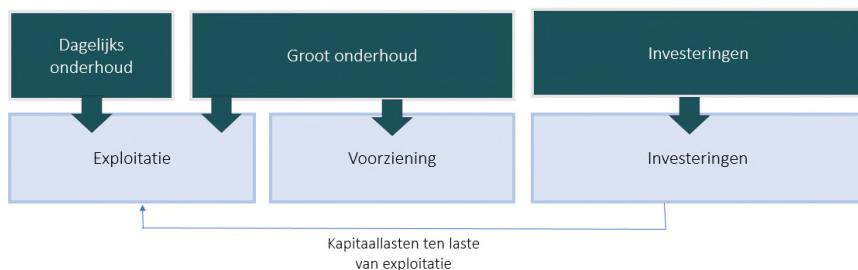 Dagelijks
onderhoud
Groot onderhoud
Investeringen
Exploitatie
Voorziening
Investeringen
Kapitaallasten ten laste
van exploitatie